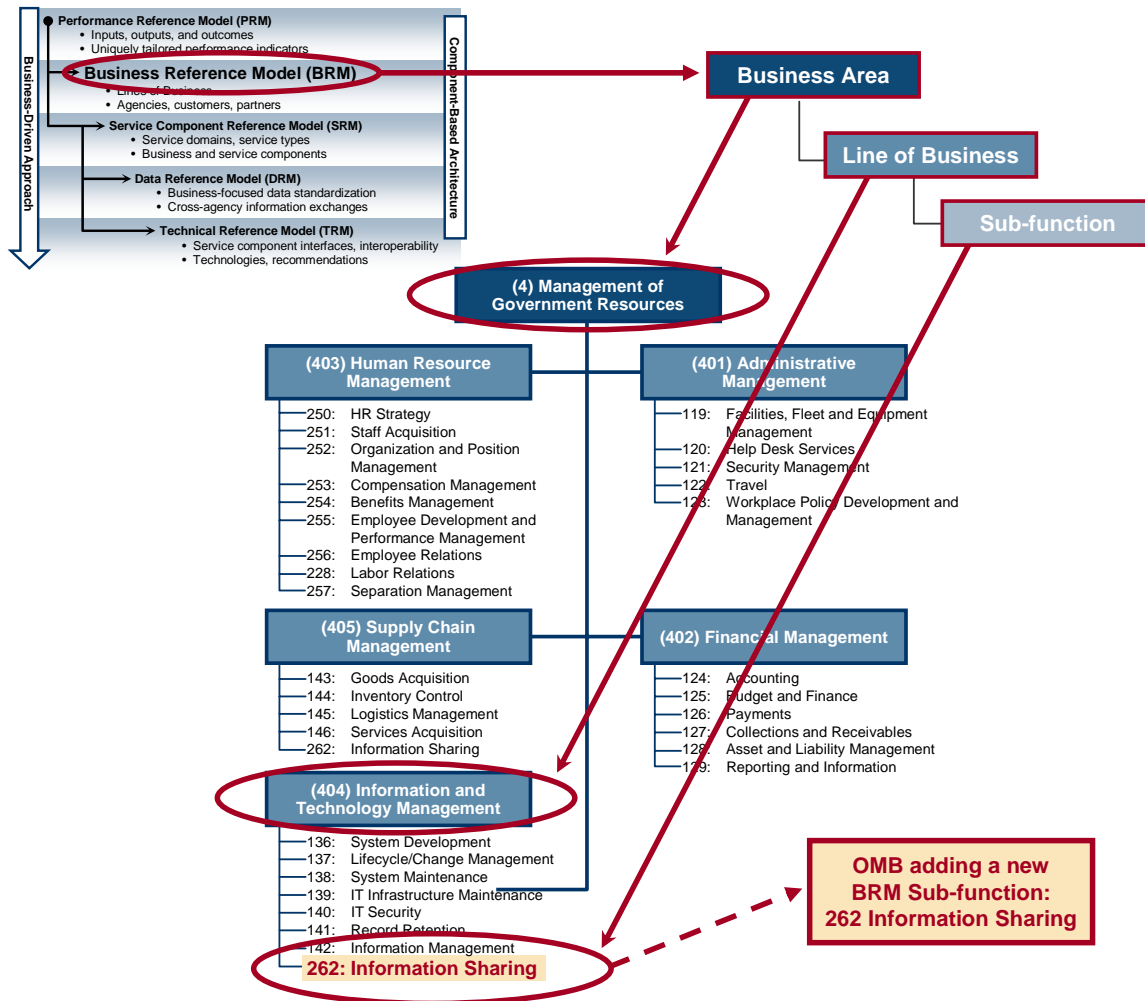 Performance Reference Model (PRM)
• Inputs, outputs, and outcomes
• Uniquely tailored performance indicators
Business Reference Model (BRM)
• Lines of Business
• Agencies, customers, partners
Service Component Reference Model (SRM)
• Service domains, service types
• Business and service components
Data Reference Model (DRM)
• Business-focused data standardization
• Cross-agency information exchanges
Technical Reference Model (TRM)
• Service component interfaces, interoperability
• Technologies, recommendations
Business-Driven Approach
Component-Based Architecture
Business Area
Line of Business
Sub-function
(4) Management of
Government Resources
(403) Human Resource
Management
250: HR Strategy
251: Staff Acquisition
252: Organization and Position
Management
253: Compensation Management
254: Benefits Management
255: Employee Development and
Performance Management
256: Employee Relations
228: Labor Relations
257: Separation Management
(401) Administrative
Management
119: Facilities, Fleet and Equipment
Management
120: Help Desk Services
121: Security Management
122: Travel
123: Workplace Policy Development and
Management
(405) Supply Chain
Management
143: Goods Acquisition
144: Inventory Control
145: Logistics Management
146: Services Acquisition
262: Information Sharing
(402) Financial Management
124: Accounting
125: Budget and Finance
126: Payments
127: Collections and Receivables
128: Asset and Liability Management
129: Reporting and Information
(404) Information and
Technology Management
136: System Development
137: Lifecycle/Change Management
138: System Maintenance
139: IT Infrastructure Maintenance
140: IT Security
141: Record Retention
142: Information Management
262: Information Sharing
OMB adding a new
BRM Sub-function:
262 Information Sharing